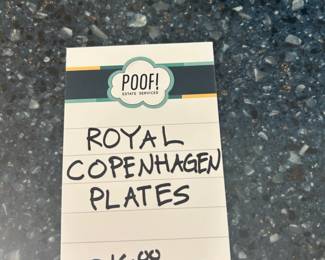 POOF!
ESTATE SERVICES
ROYAL
COPENHAGEN
PLATES